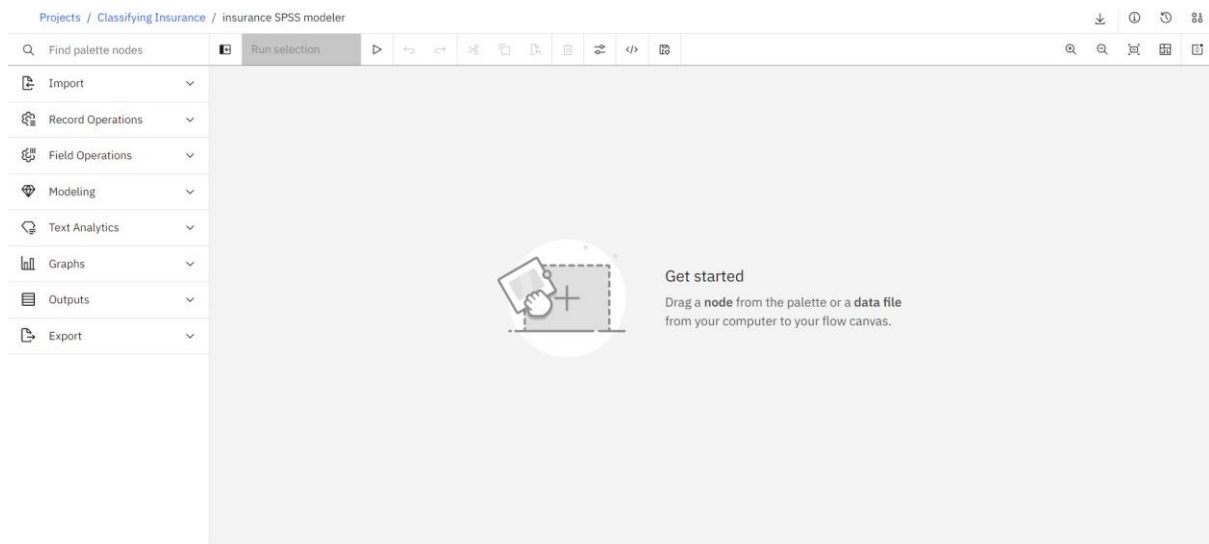 Projects / Classifying Insurance / insurance SPSS modeler
Find palette nodes
Run selection
Import
Record Operations
Field Operations
Modeling
Text Analytics
Graphs
Outputs
Export
Get started
Drag a node from the palette or a data file
from your computer to your flow canvas.